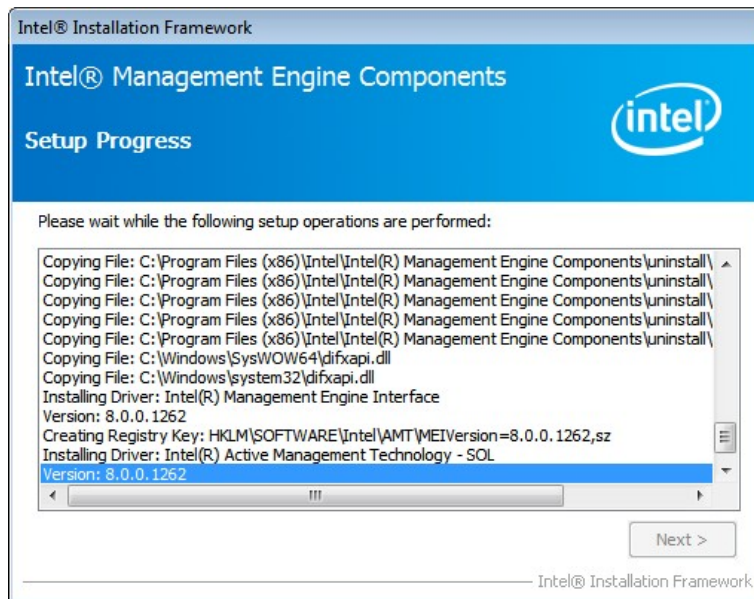 Intel® Installation Framework
Intel® Management Engine Components
intel
Setup Progress
Please wait while the following setup operations are performed:
Copying File: C:\Program Files (x86)\Intel\Intel(R) Management Engine Components\uninstall\
Copying File: C:\Program Files (x86)\Intel\Intel(R) Management Engine Components\uninstall\
Copying File: C:\Program Files (x86)\Intel\Intel(R) Management Engine Components\uninstall\
Copying File: C:\Program Files (x86)\Intel\Intel(R) Management Engine Components\uninstall\
Copying File: C:\Program Files (x86)\Intel\Intel(R) Management Engine Components\uninstall\
Copying File: C:\Windows\SysWOW64\difxapi.dll
Copying File: C:\Windows\system32\difxapi.dll
Installing Driver: Intel(R) Management Engine Interface
Version: 8.0.0.1262
Creating Registry Key: HKLM\SOFTWARE\Intel\AMT\MEIVersion=8.0.0.1262,sz
Installing Driver: Intel(R) Active Management Technology - SOL
Version: 8.0.0.1262
Next >
Intel® Installation Framework